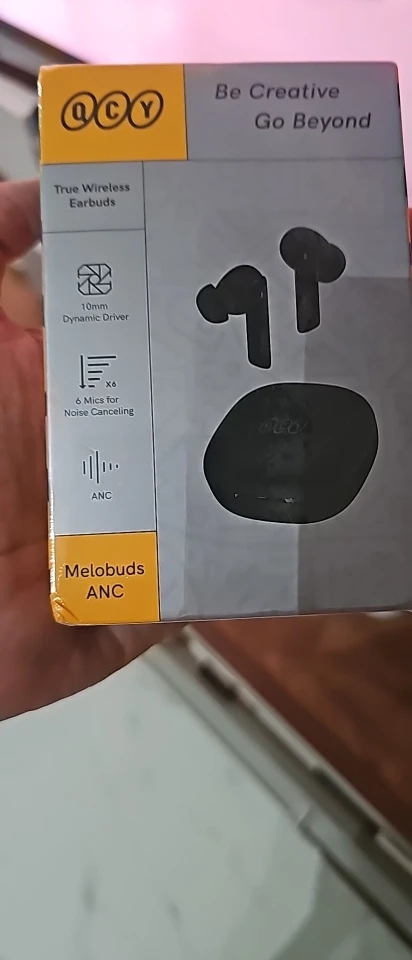 QCY
Be Creative
Go Beyond
True Wireless
Earbuds
10mm
Dynamic Driver
X6
6 Mics for
Noise Canceling
ANC
QCY
Melobuds
ANC